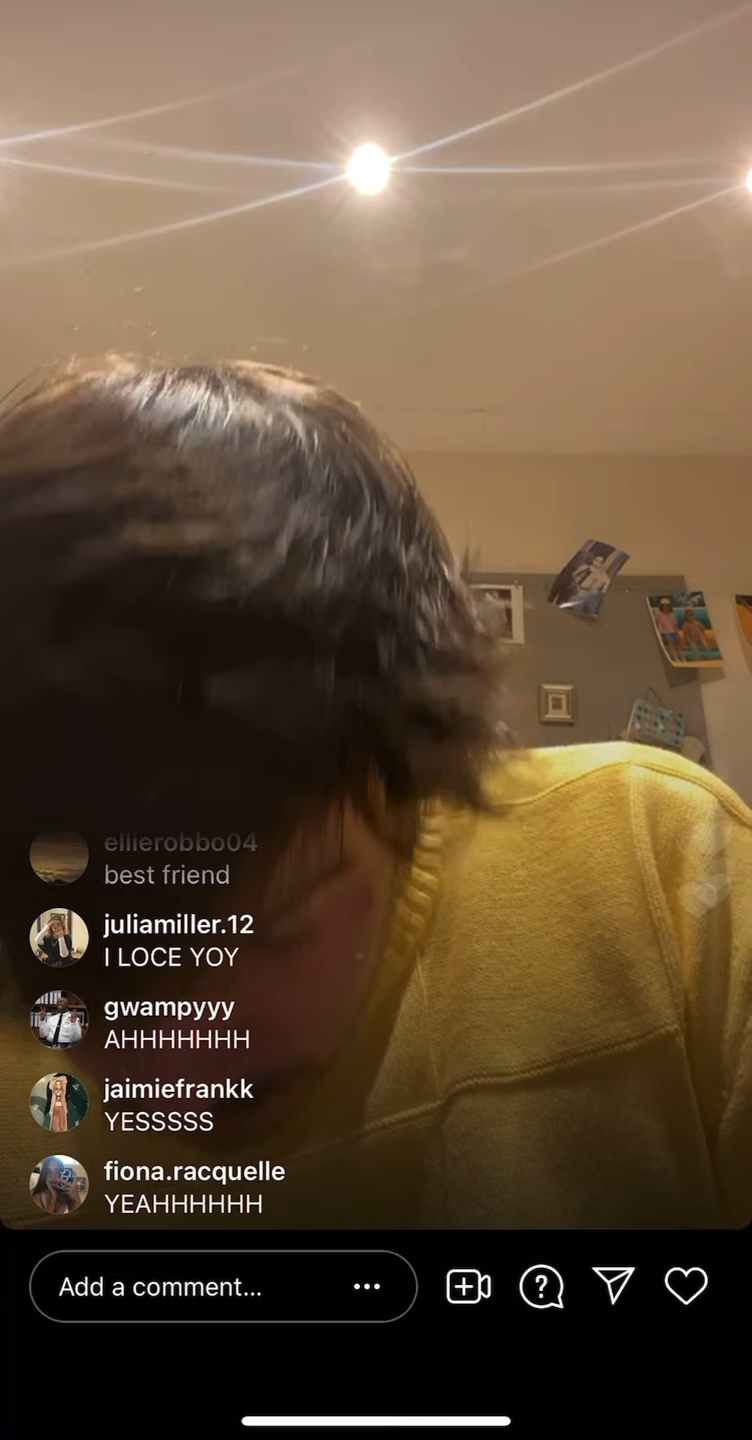 ellierobbo04
best friend
juliamiller.12
I LOCE YOY
gwampyyy
AHHHHHHH
jaimiefrankk
YESSSSS
fiona.racquelle
YEAHHHHHH
Add a comment...